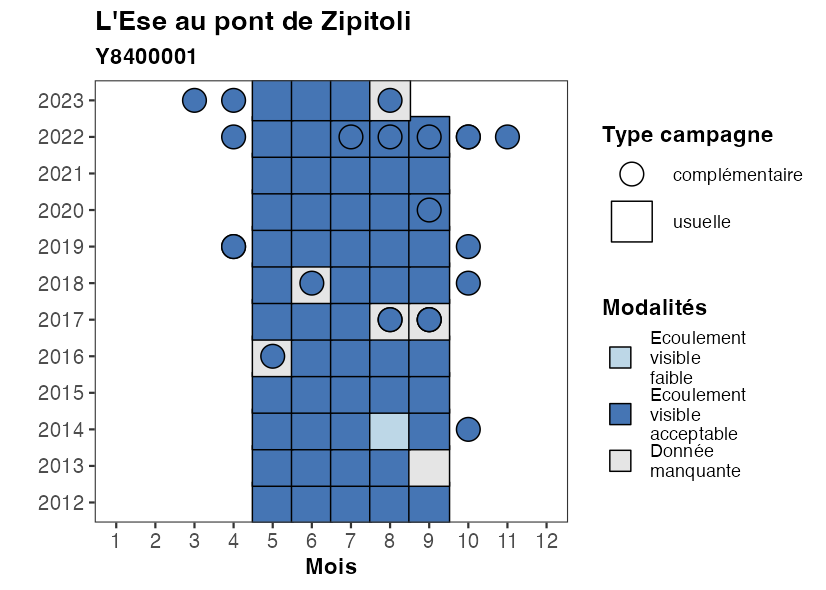 L'Ese au pont de Zipitoli
Y8400001
2023
2022
2021
2020
2019
2018
2017
2016
2015
2014
2013
2012
1 2 3 4 5 6 7 8 9 10 11 12
Mois
Type campagne
complémentaire
usuelle
Modalités
Ecoulement
visible
faible
Ecoulement
visible
acceptable
Donnée
manquante